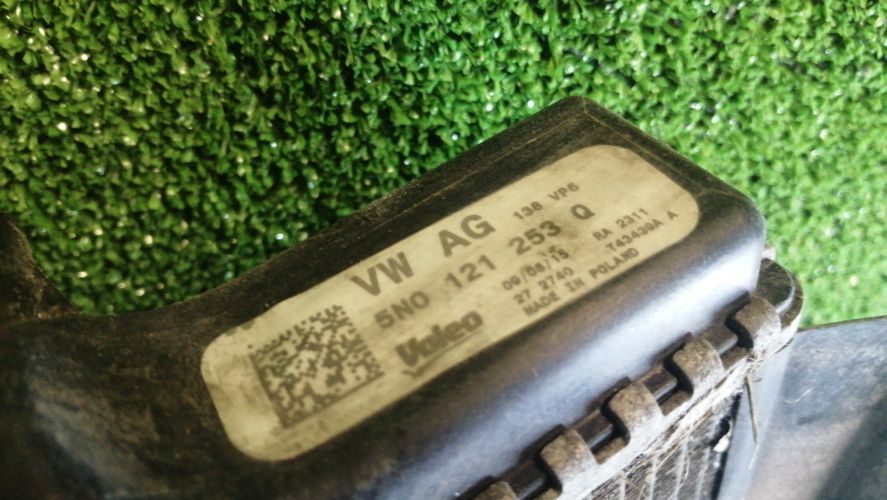 VW AG 138 VP6
5N0 121 253 Q
Valeo 09/06/15 RA 2311
27 2740 T43439A A
MADE IN POLAND